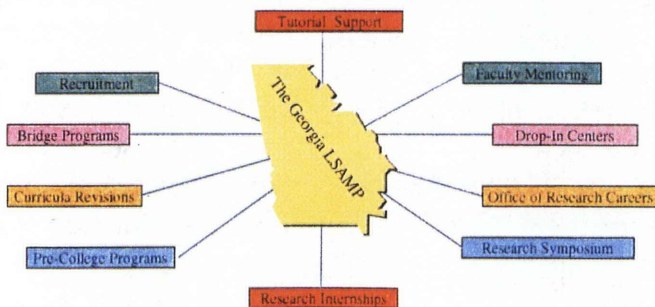 Tutorial Support
Recruitment
Faculty Mentoring
Bridge Programs
The Georgia LSAMP
Drop-In Centers
Curricula Revisions
Office of Research Careers
Pre-College Programs
Research Symposium
Research Internships